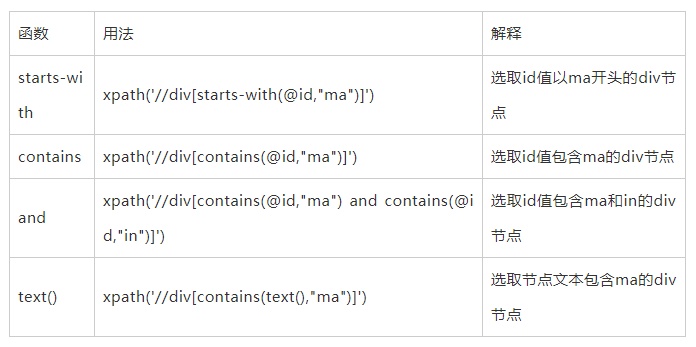 函数 用法 解释
starts-wi
th
xpath('//div[starts-with(@id,"ma")]')
选取id值以ma开头的div节
点
contains xpath('//div[contains(@id,"ma")]') 选取id值包含ma的div节点
and
xpath('//div[contains(@id,"ma") and contains(@i
d,"in")]')
选取id值包含ma和in的div
节点
text()
xpath('//div[contains(text(),"ma")]')
选取节点文本包含ma的div
节点